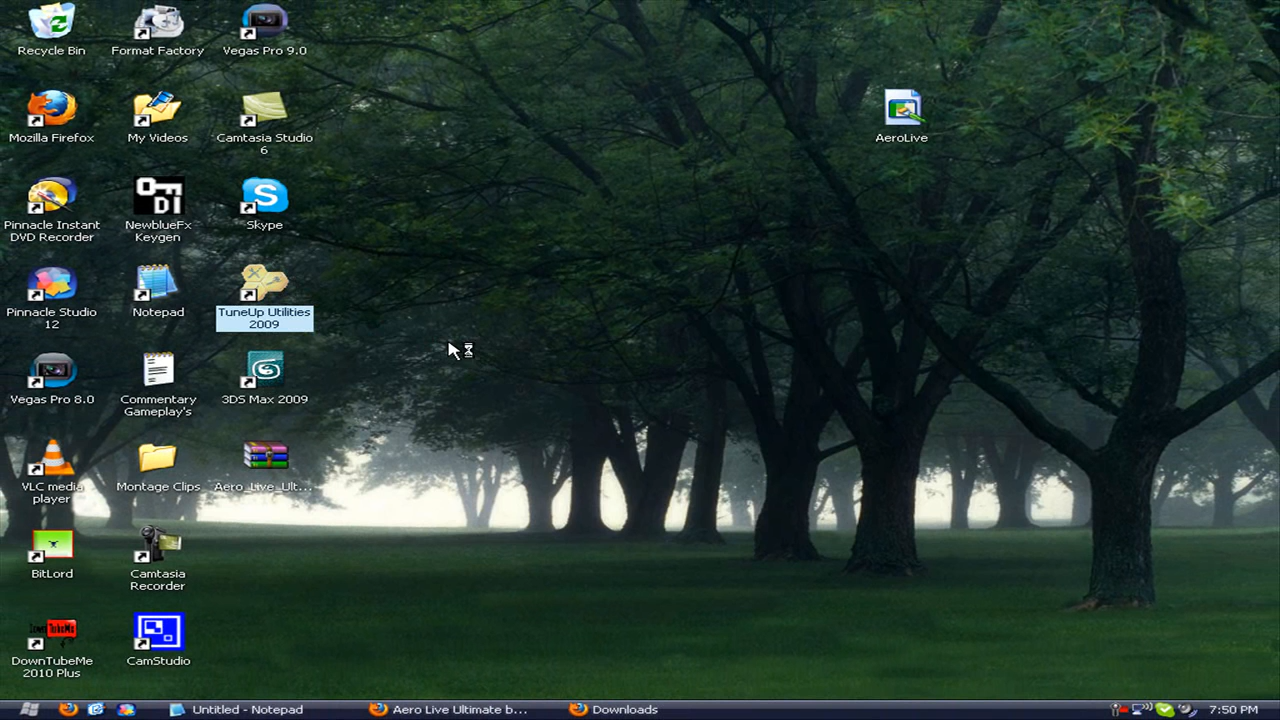 Recycle Bin
Format Factory
Vegas Pro 9.0
Mozilla Firefox
My Videos
Camtasia Studio
6
AeroLive
Pinnacle Instant
DVD Recorder
NewblueFx
Keygen
Skype
Pinnacle Studio
12
Notepad
TuneUp Utilities
2009
Vegas Pro 8.0
Commentary
Gameplay's
3DS Max 2009
VLC media
player
Montage Clips
Aero_Live_Ult...
BitLord
Camtasia
Recorder
DownTubeMe
2010 Plus
CamStudio
Untitled - Notepad
Aero Live Ultimate b...
Downloads
7:50 PM